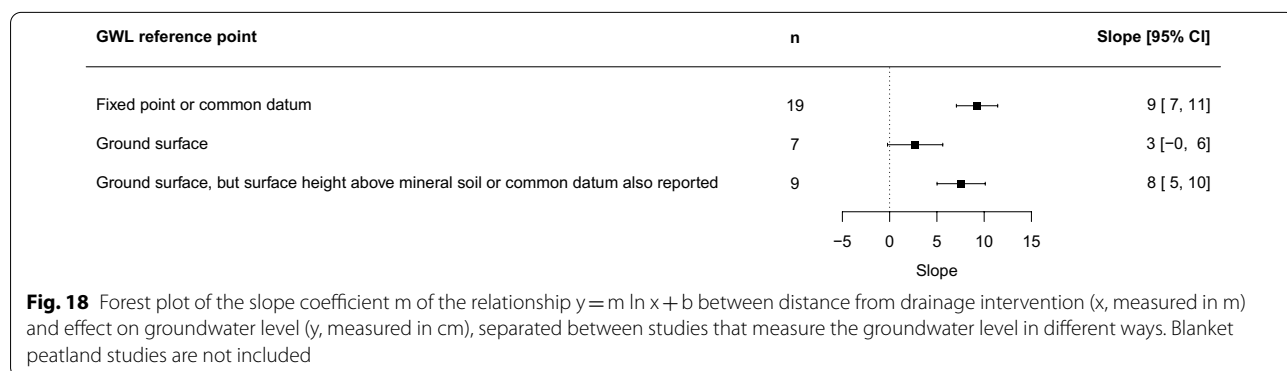 GWL reference point n Slope [95% CI]
Fixed point or common datum 19 9 [ 7, 11]
Ground surface 7 3 [−0, 6]
Ground surface, but surface height above mineral soil or common datum also reported 9 8 [ 5, 10]
−5 0 5 10 15
Slope
Fig. 18 Forest plot of the slope coefficient m of the relationship y = m ln x + b between distance from drainage intervention (x, measured in m)
and effect on groundwater level (y, measured in cm), separated between studies that measure the groundwater level in different ways. Blanket
peatland studies are not included